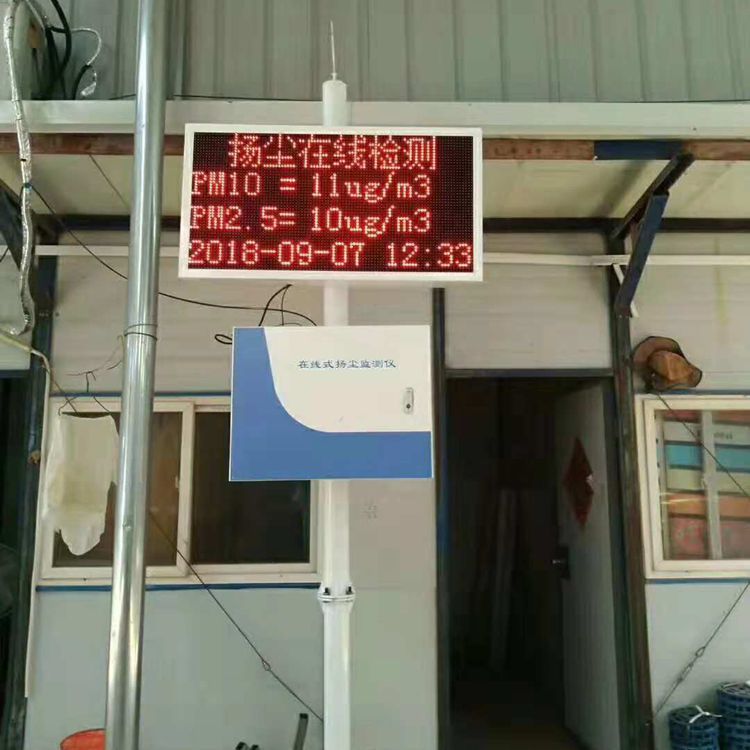 扬尘在线检测
PM10 = 11ug/m3
PM2.5= 10ug/m3
2018-09-07 12:33
在线式扬尘监测仪